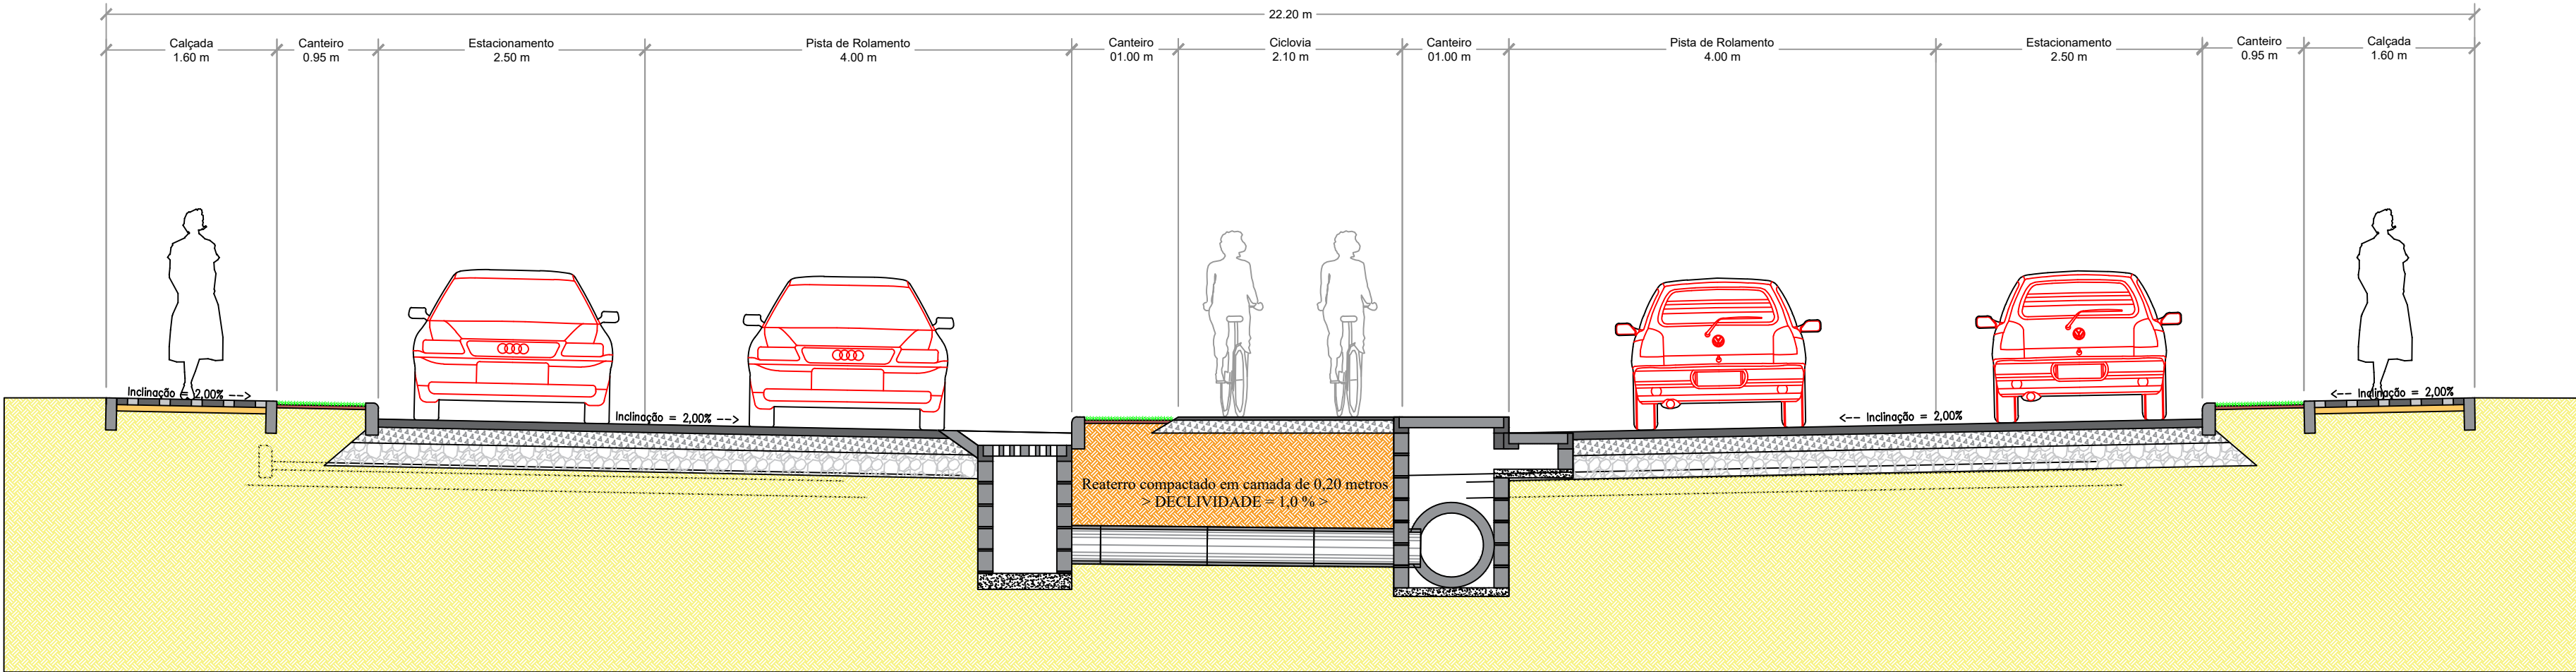 22.20 m
Calçada
1.60 m
Canteiro
0.95 m
Estacionamento
2.50 m
Pista de Rolamento
4.00 m
Canteiro
01.00 m
Ciclovia
2.10 m
Canteiro
01.00 m
Pista de Rolamento
4.00 m
Estacionamento
2.50 m
Canteiro
0.95 m
Calçada
1.60 m
Inclinação = 2,00% -->
Inclinação = 2,00% -->
<-- Inclinação = 2,00%
<-- Inclinação = 2,00%
Reaterro compactado em camada de 0,20 metros
> DECLIVIDADE = 1,0 % >